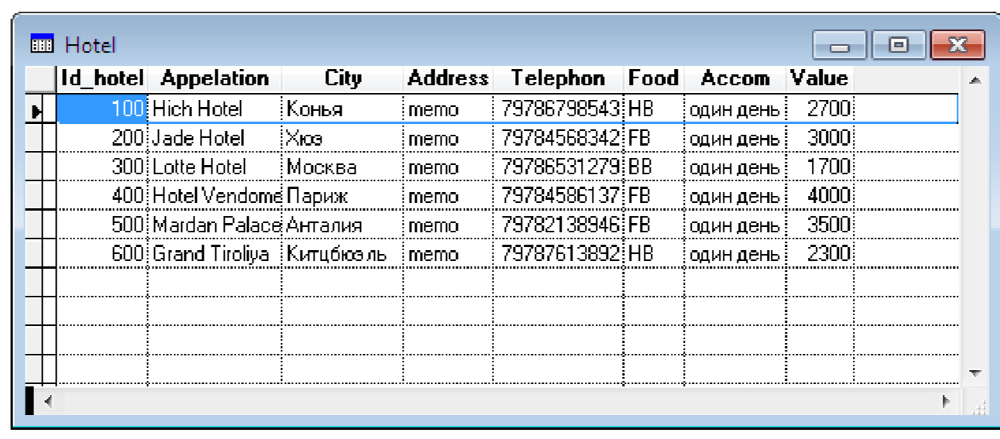 Hotel
Id_hotel Appelation City Address Telephon Food Accom Value
100 Hich Hotel Конья memo 79786798543 HB один день 2700
200 Jade Hotel Хюэ memo 79784568342 FB один день 3000
300 Lotte Hotel Москва memo 79786531279 BB один день 1700
400 Hotel Vendome Париж memo 79784586137 FB один день 4000
500 Mardan Palace Анталия memo 79782138946 FB один день 3500
600 Grand Tiroliya Китцбюэль memo 79787613892 HB один день 2300